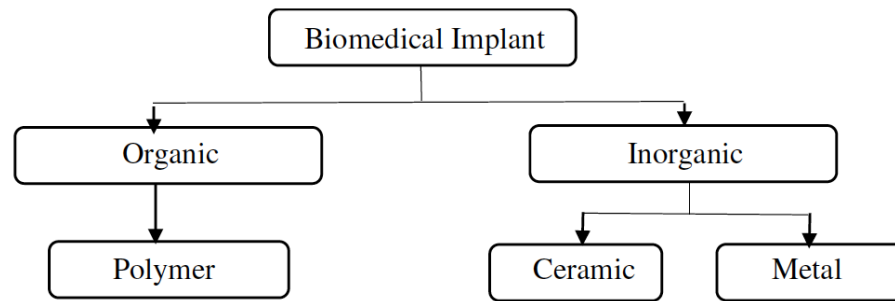 Biomedical Implant
Organic
Inorganic
Polymer
Ceramic
Metal